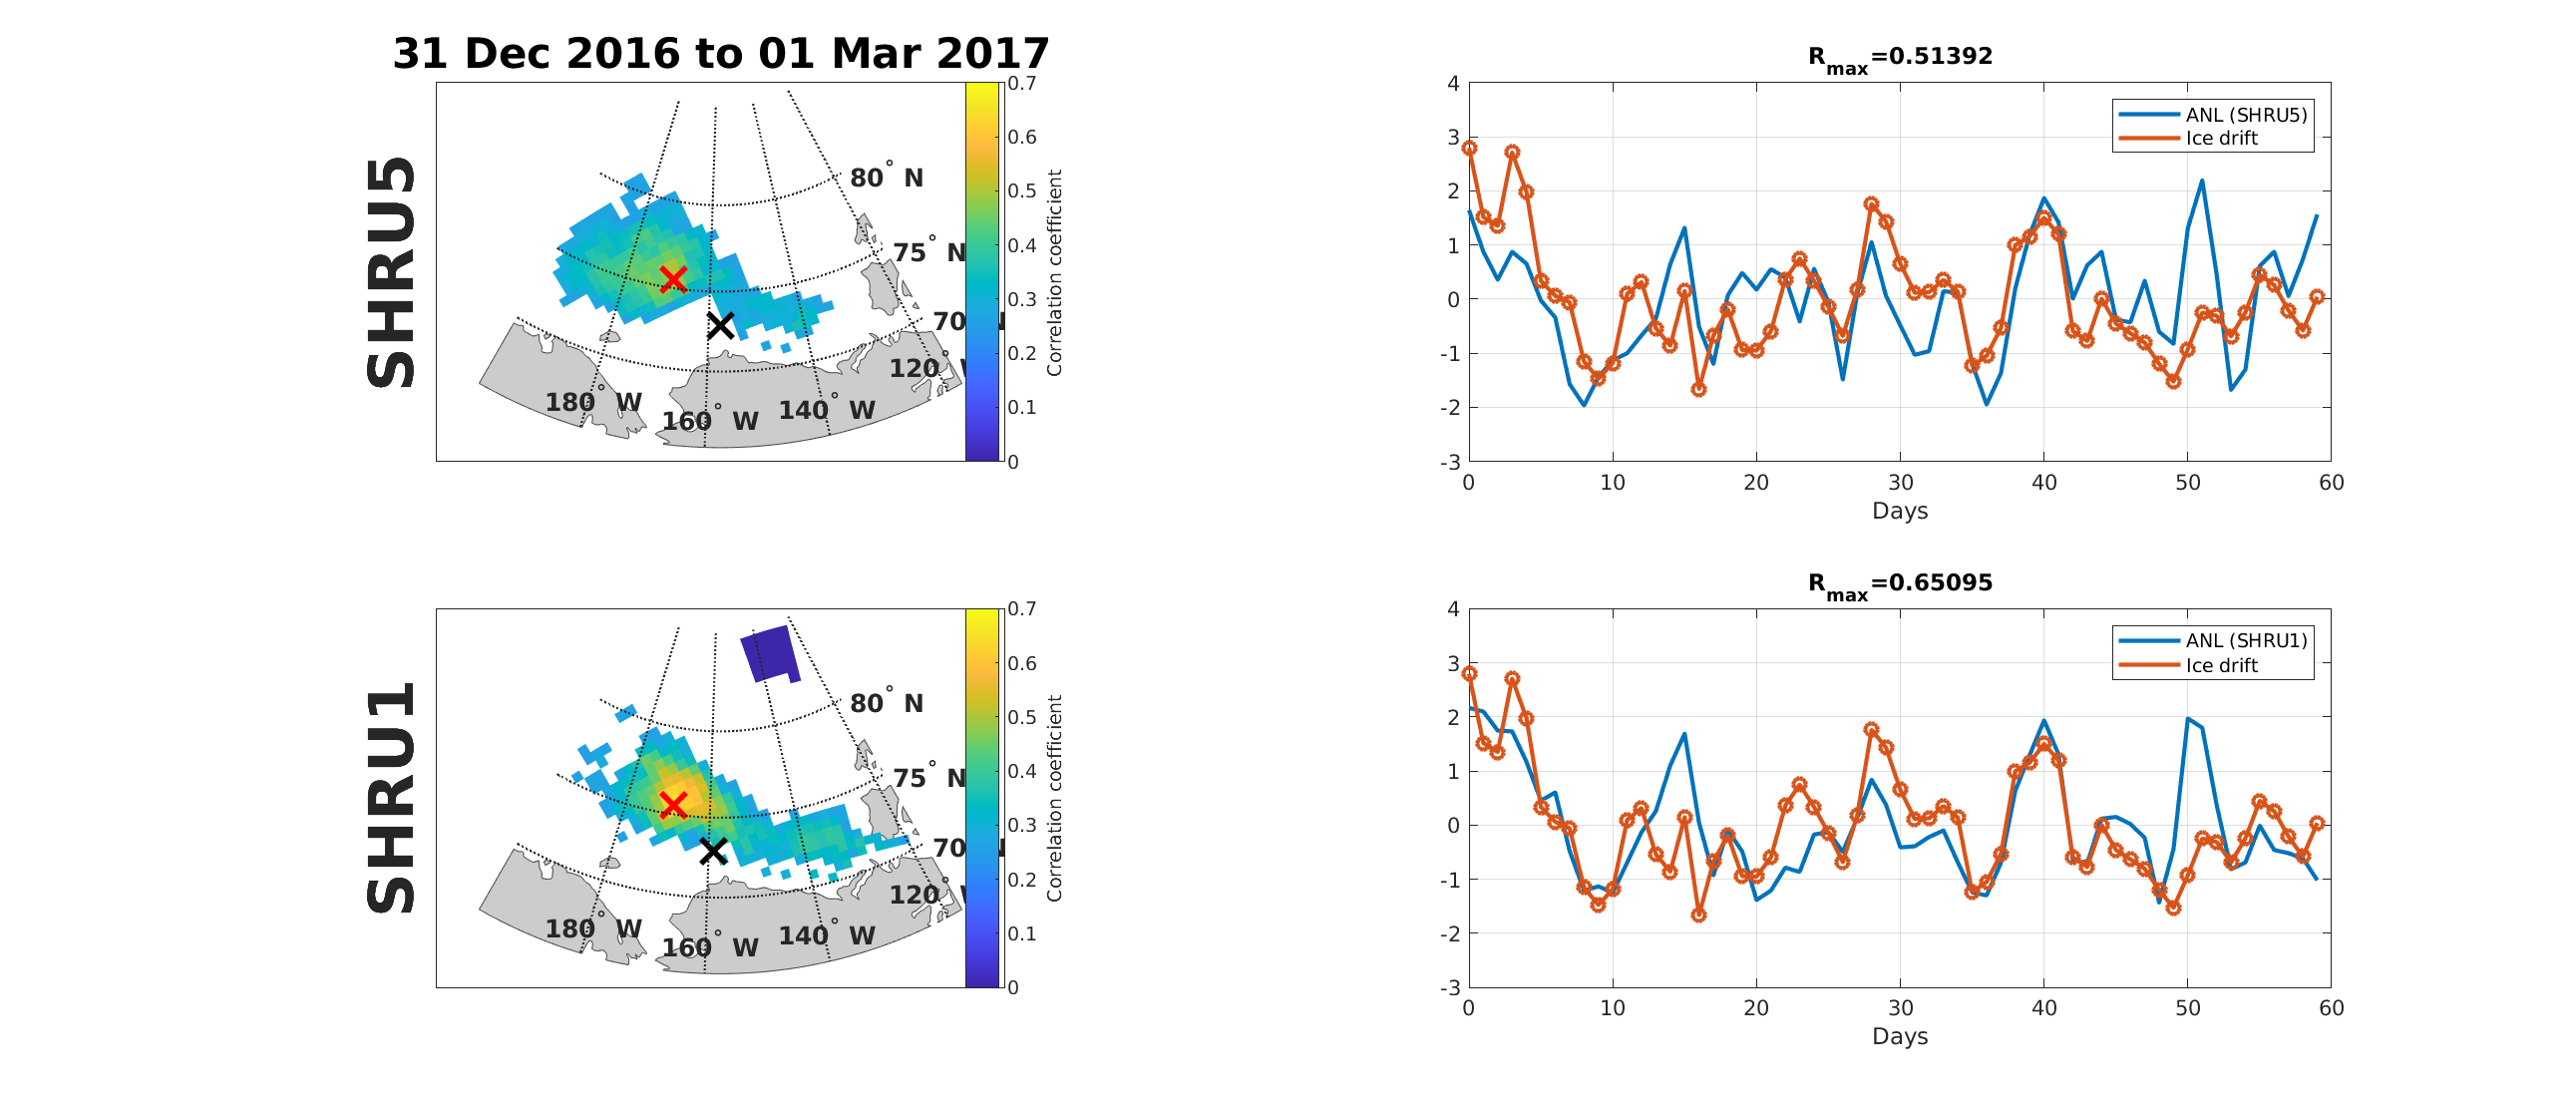 31 Dec 2016 to 01 Mar 2017
SHRU5
80° N
75° N
70° N
120° W
180° W
160° W
140° W
0.7
0.6
0.5
0.4
0.3
0.2
0.1
0
Correlation coefficient
Rmax=0.51392
ANL (SHRU5)
Ice drift
4
3
2
1
0
-1
-2
-3
0 10 20 30 40 50 60
Days
SHRU1
80° N
75° N
70° N
120° W
180° W
160° W
140° W
0.7
0.6
0.5
0.4
0.3
0.2
0.1
0
Correlation coefficient
Rmax=0.65095
ANL (SHRU1)
Ice drift
4
3
2
1
0
-1
-2
-3
0 10 20 30 40 50 60
Days